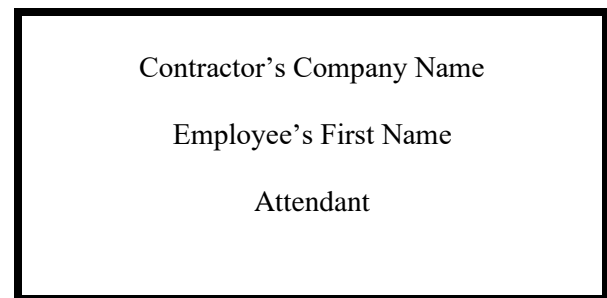 Contractor’s Company Name
Employee’s First Name
Attendant